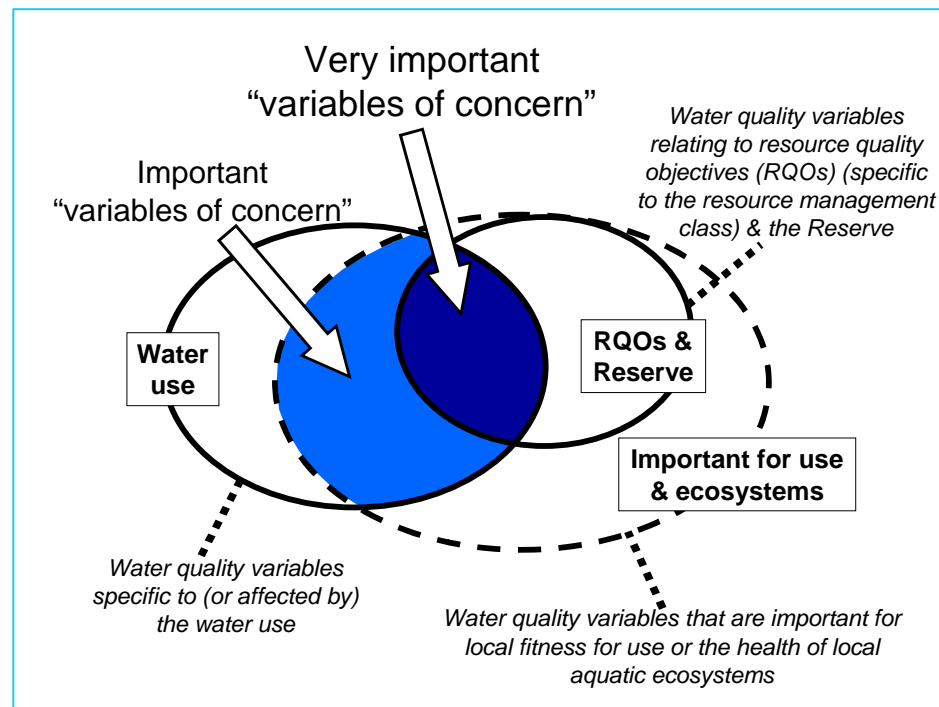 Very important
“variables of concern”
Important
“variables of concern”
Water quality variables
relating to resource quality
objectives (RQOs) (specific
to the resource management
class) & the Reserve
Water
use
RQOs &
Reserve
Important for use
& ecosystems
Water quality variables
specific to (or affected by)
the water use
Water quality variables that are important for
local fitness for use or the health of local
aquatic ecosystems